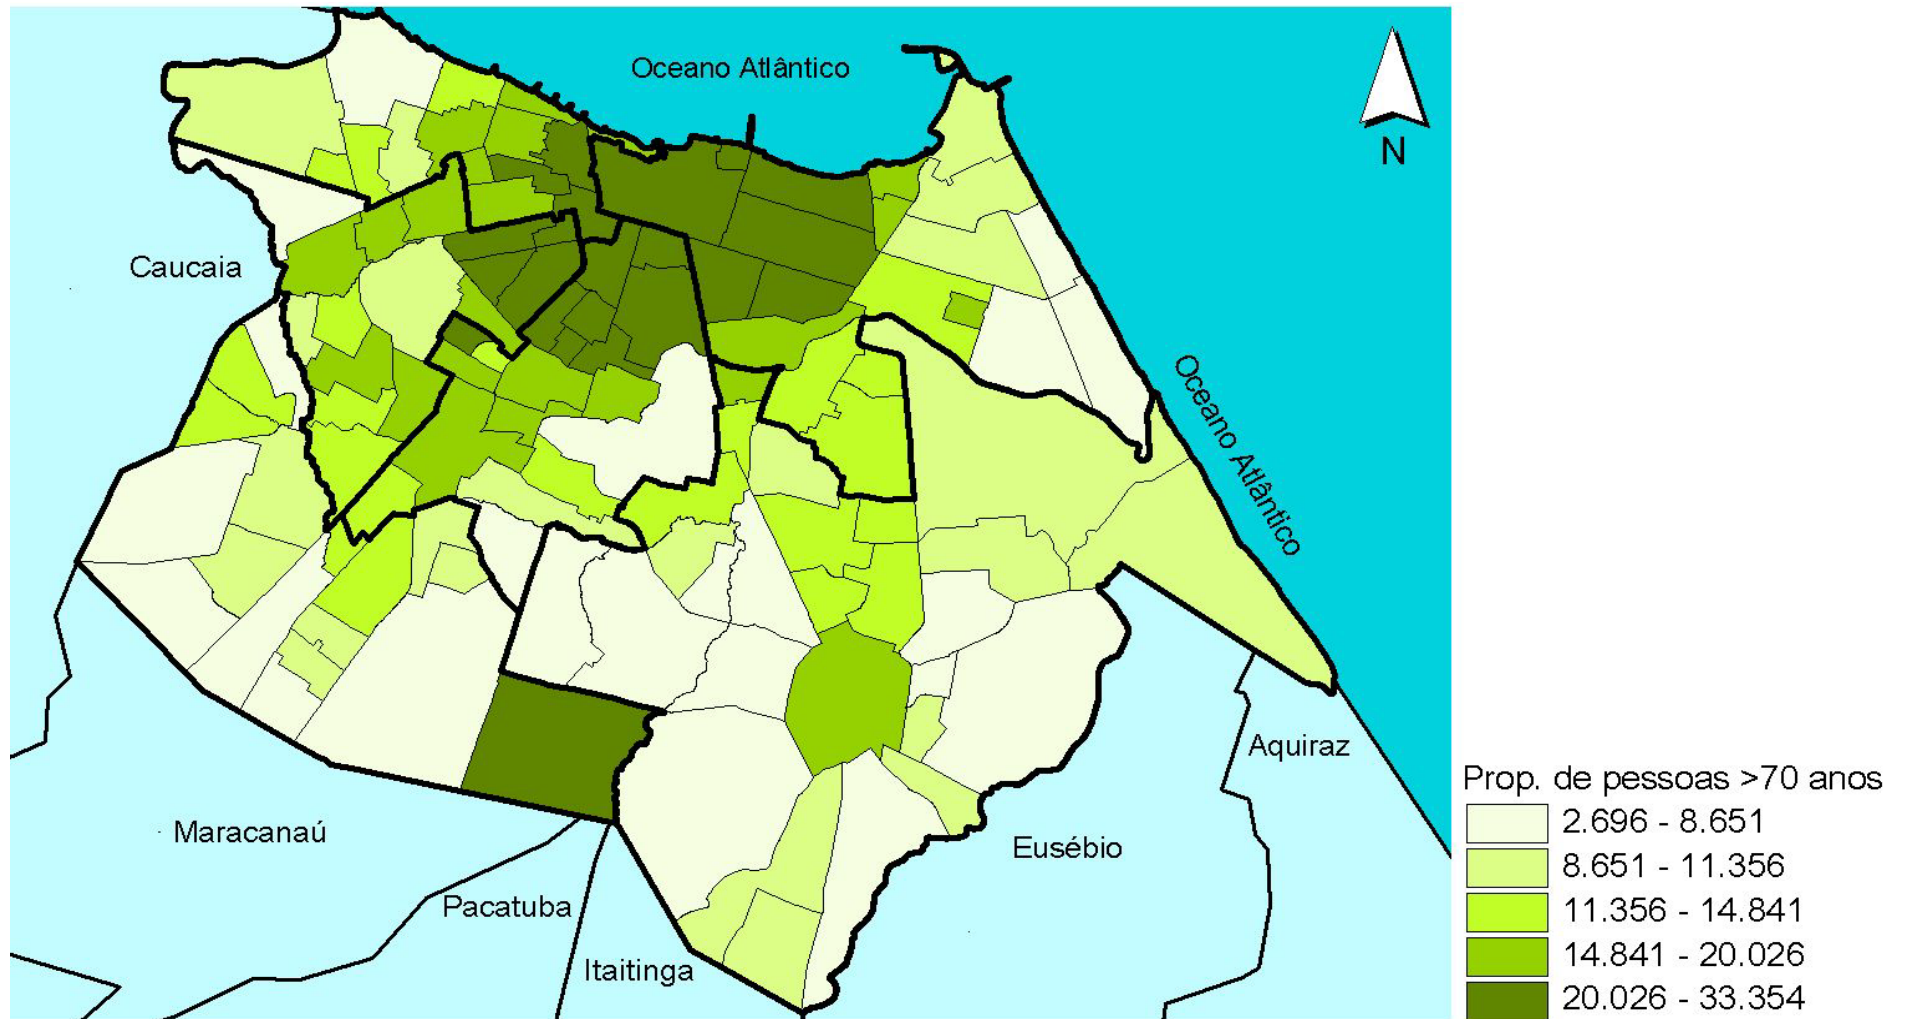 Oceano Atlântico
N
Caucaia
Oceano Atlântico
Aquiraz
Maracanaú
Eusébio
Pacatuba
Itaitinga
Prop. de pessoas >70 anos
2.696 - 8.651
8.651 - 11.356
11.356 - 14.841
14.841 - 20.026
20.026 - 33.354